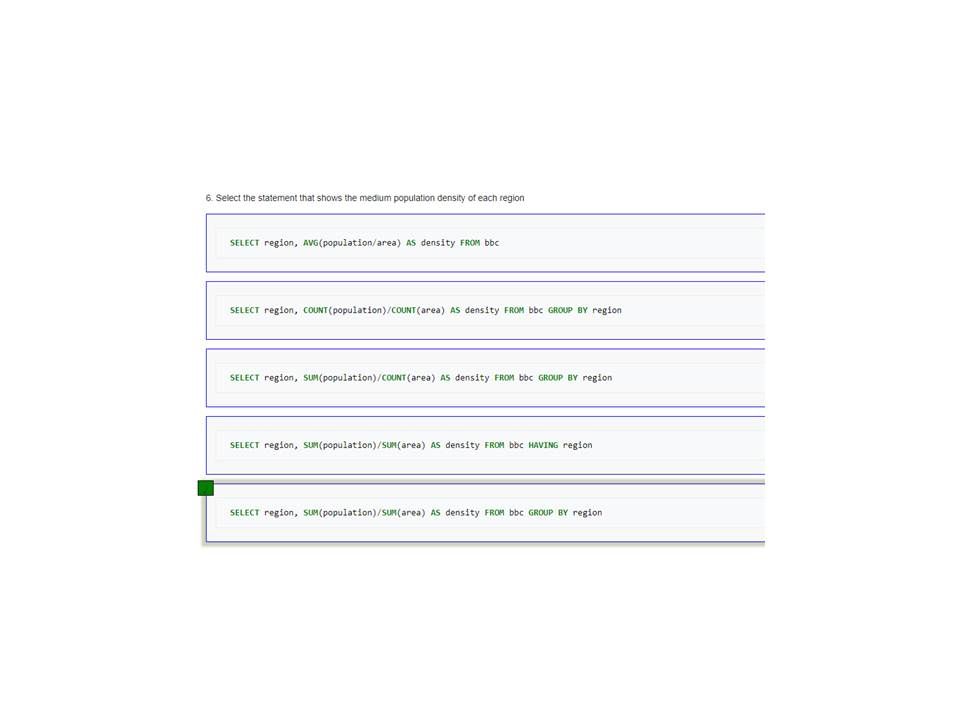 6. Select the statement that shows the medium population density of each region
SELECT region, AVG(population/area) AS density FROM bbc
SELECT region, COUNT(population)/COUNT(area) AS density FROM bbc GROUP BY region
SELECT region, SUM(population)/COUNT(area) AS density FROM bbc GROUP BY region
SELECT region, SUM(population)/SUM(area) AS density FROM bbc HAVING region
SELECT region, SUM(population)/SUM(area) AS density FROM bbc GROUP BY region